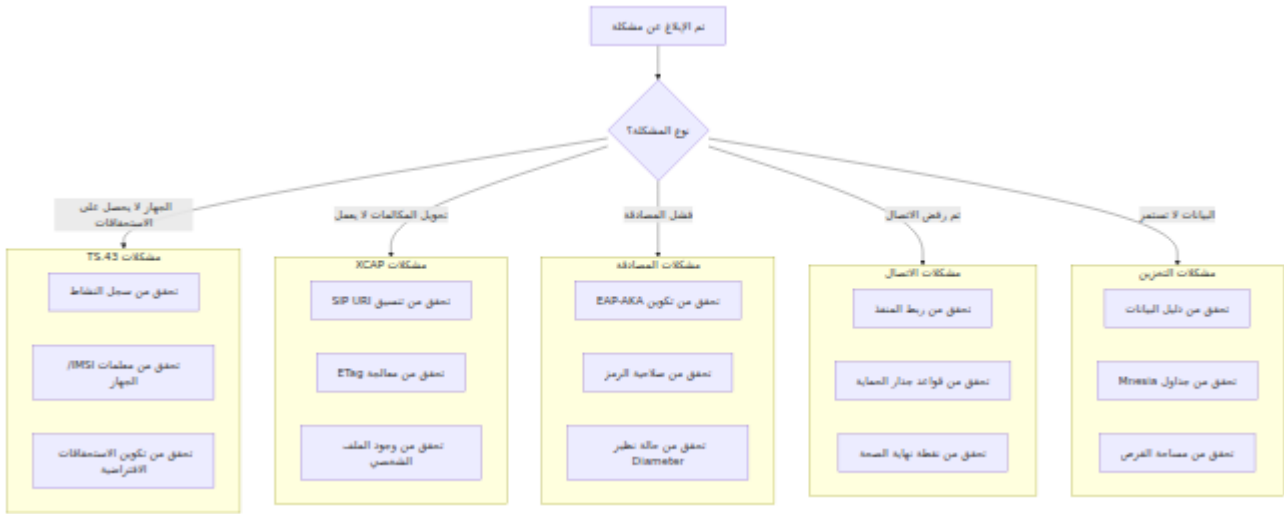 تم الإبلاغ عن مشكلة
نوع المشكلة؟
الجهاز لا يحصل على
الاستحقاقات
تحويل المكالمات لا يعمل
فشل المصادقة
تم رفض الاتصال
البيانات لا تستمر
مشكلات TS.43
تحقق من سجل النشاط
تحقق من معلمات IMSI/
الجهاز
تحقق من تكوين الاستحقاقات
الافتراضية
مشكلات XCAP
تحقق من تنسيق SIP URI
تحقق من معالجة ETag
تحقق من وجود الملف
الشخصي
مشكلات المصادقة
تحقق من تكوين EAP-AKA
تحقق من صلاحية الرمز
تحقق من حالة نظير
Diameter
مشكلات الاتصال
تحقق من ربط المنفذ
تحقق من قواعد جدار الحماية
تحقق من نقطة نهاية الصحة
مشكلات التخزين
تحقق من دليل البيانات
تحقق من جداول Mnesia
تحقق من مساحة القرص